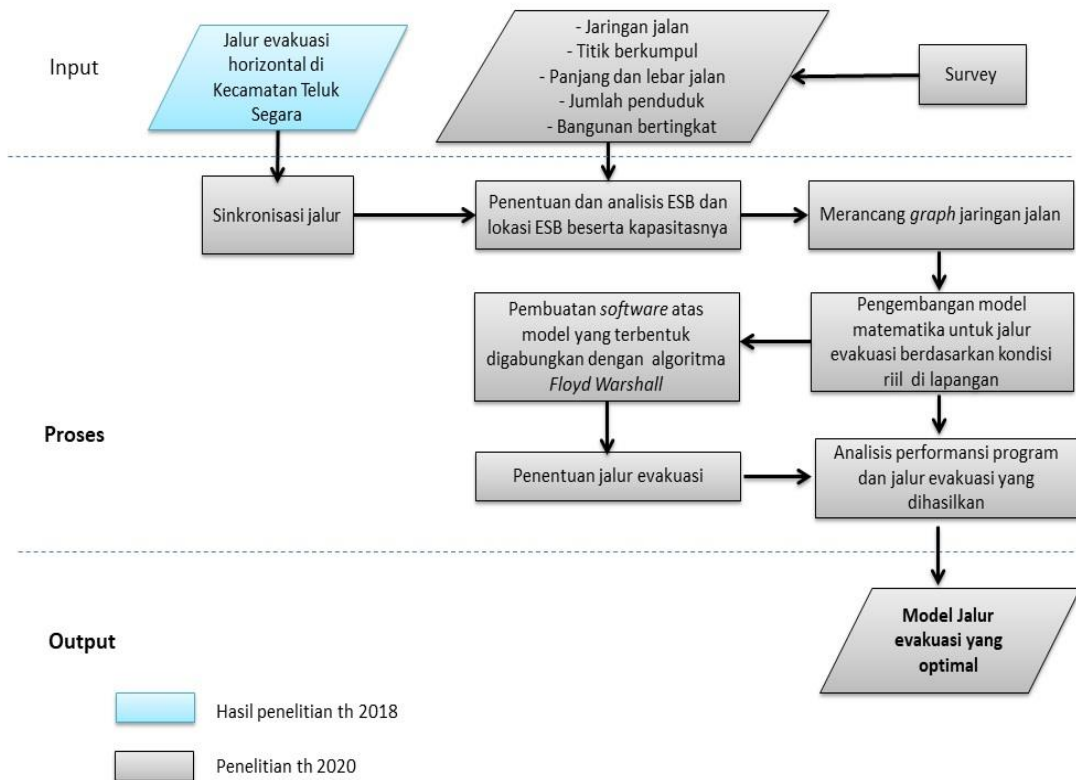 Input
Jalur evakuasi
horizontal di
Kecamatan Teluk
Segara
- Jaringan jalan
- Titik berkumpul
- Panjang dan lebar jalan
- Jumlah penduduk
- Bangunan bertingkat
Survey
Sinkronisasi jalur
Penentuan dan analisis ESB dan
lokasi ESB beserta kapasitasnya
Merancang graph jaringan jalan
Pembuatan software atas
model yang terbentuk
digabungkan dengan algoritma
Floyd Warshall
Pengembangan model
matematika untuk jalur
evakuasi berdasarkan kondisi
riil di lapangan
Proses
Penentuan jalur evakuasi
Analisis performansi program
dan jalur evakuasi yang
dihasilkan
Output
Model Jalur
evakuasi yang
optimal
Hasil penelitian th 2018
Penelitian th 2020